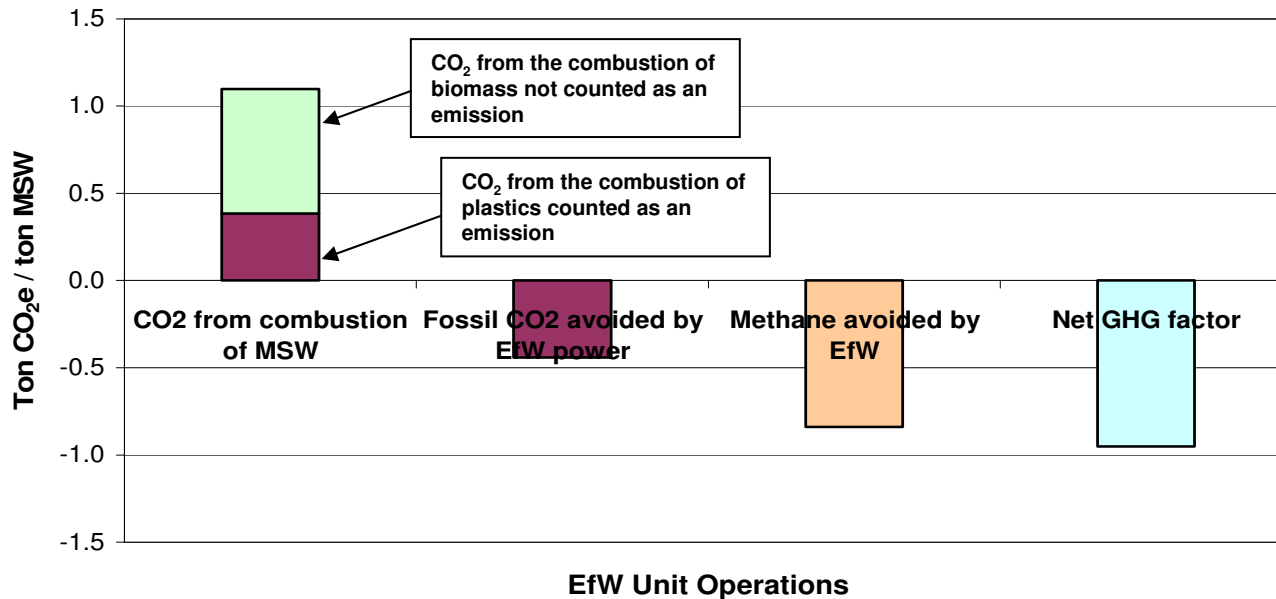 1.5
1.0
0.5
0.0
-0.5
-1.0
-1.5
Ton CO₂e / ton MSW
CO₂ from the combustion of
biomass not counted as an
emission
CO₂ from the combustion of
plastics counted as an
emission
CO2 from combustion
of MSW
Fossil CO2 avoided by
EfW power
Methane avoided by
EfW
Net GHG factor
EfW Unit Operations